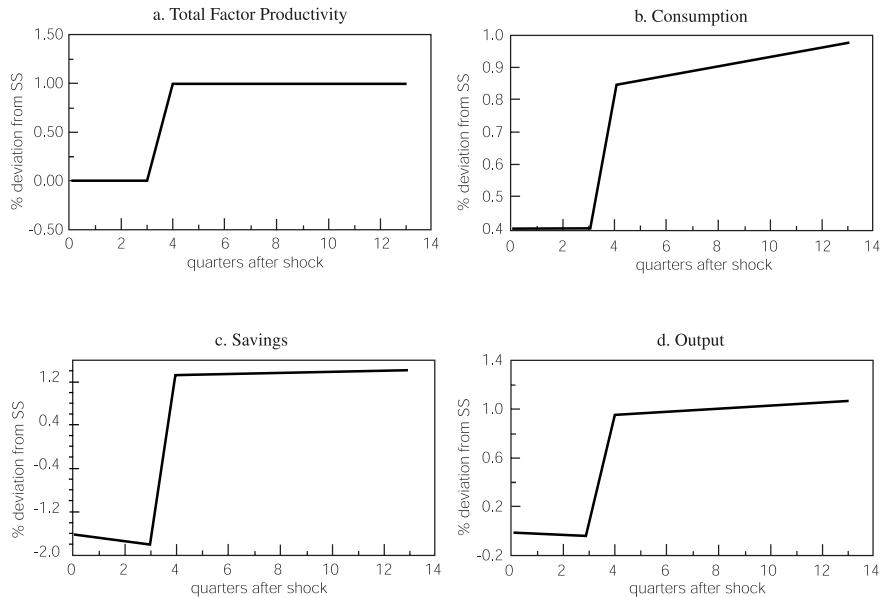 a. Total Factor Productivity
% deviation from SS
1.50
1.00
0.50
0.00
-0.50
0 2 4 6 8 10 12 14
quarters after shock
b. Consumption
% deviation from SS
1.0
0.9
0.8
0.7
0.6
0.5
0.4
0 2 4 6 8 10 12 14
quarters after shock
c. Savings
% deviation from SS
1.2
0.4
-0.4
-1.2
-2.0
0 2 4 6 8 10 12 14
quarters after shock
d. Output
% deviation from SS
1.4
1.0
0.6
0.2
-0.2
0 2 4 6 8 10 12 14
quarters after shock